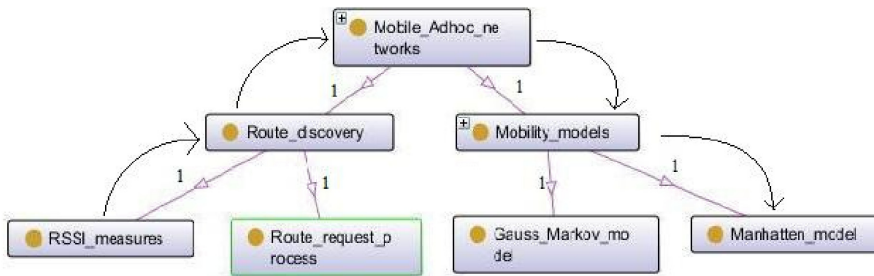 Mobile_Adhoc_ne
tworks
1
1
Route_discovery
Mobility_models
1
1
1
1
RSSI_measures
Route_request_p
rocess
Gauss_Markov_mo
del
Manhatten_model